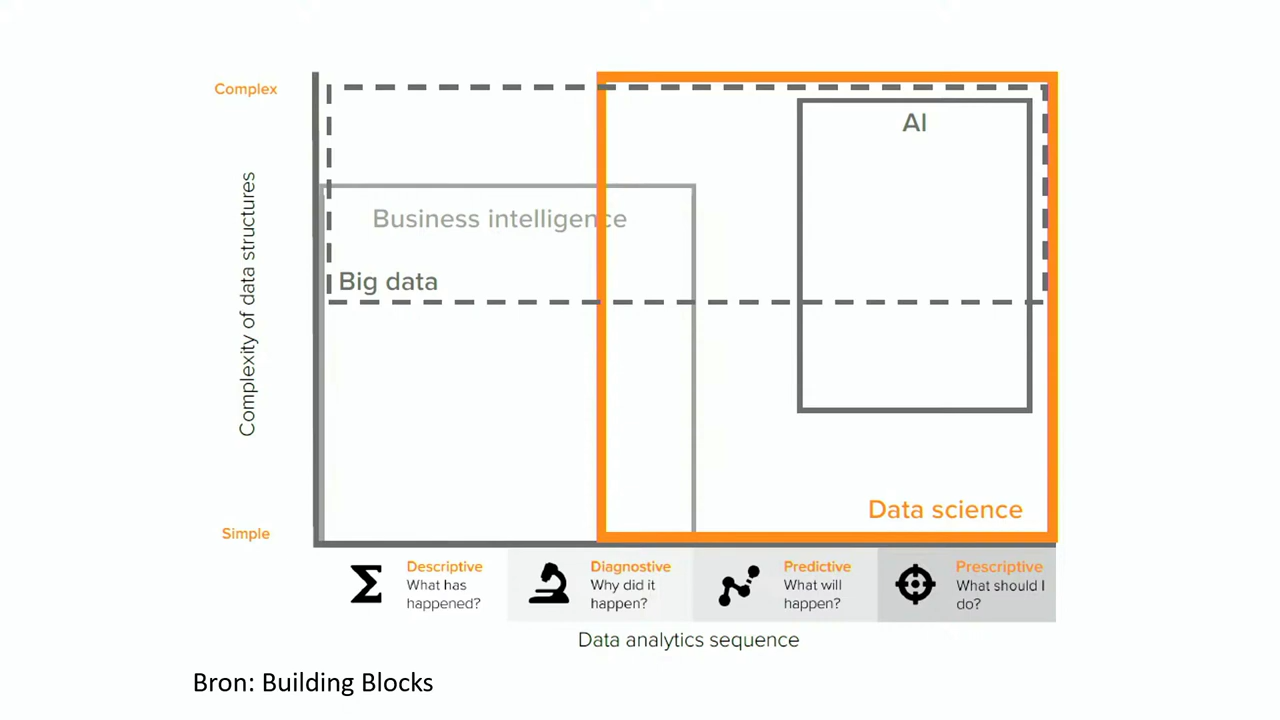 Complex
AI
Business intelligence
Big data
Complexity of data structures
Data science
Simple
Descriptive
What has
happened?
Diagnostive
Why did it
happen?
Predictive
What will
happen?
Prescriptive
What should I
do?
Data analytics sequence
Bron: Building Blocks